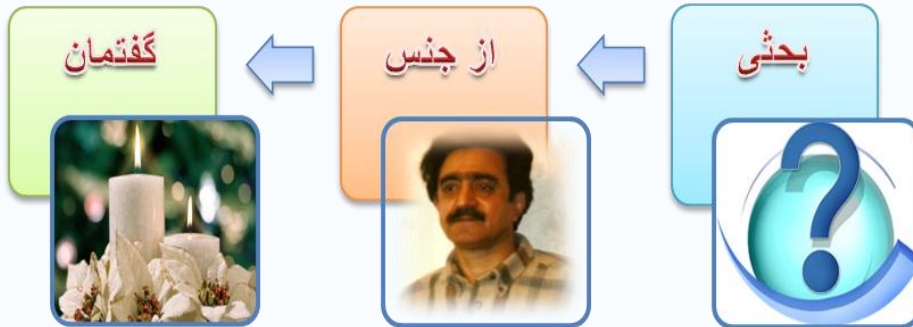 بحثی
از جنس
گفتمان